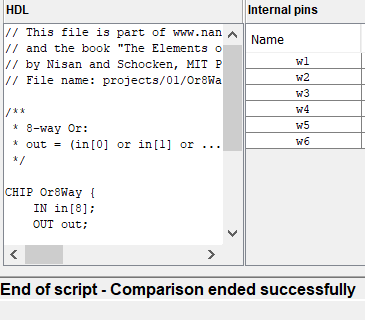 HDL
// This file is part of www.nan
// and the book "The Elements o
// by Nisan and Schocken, MIT P
// File name: projects/01/Or8Wa
/**
* 8-way Or:
* out = (in[0] or in[1] or ...
*/
CHIP Or8Way {
IN in[8];
OUT out;
Internal pins
Name
w1
w2
w3
w4
w5
w6
End of script - Comparison ended successfully